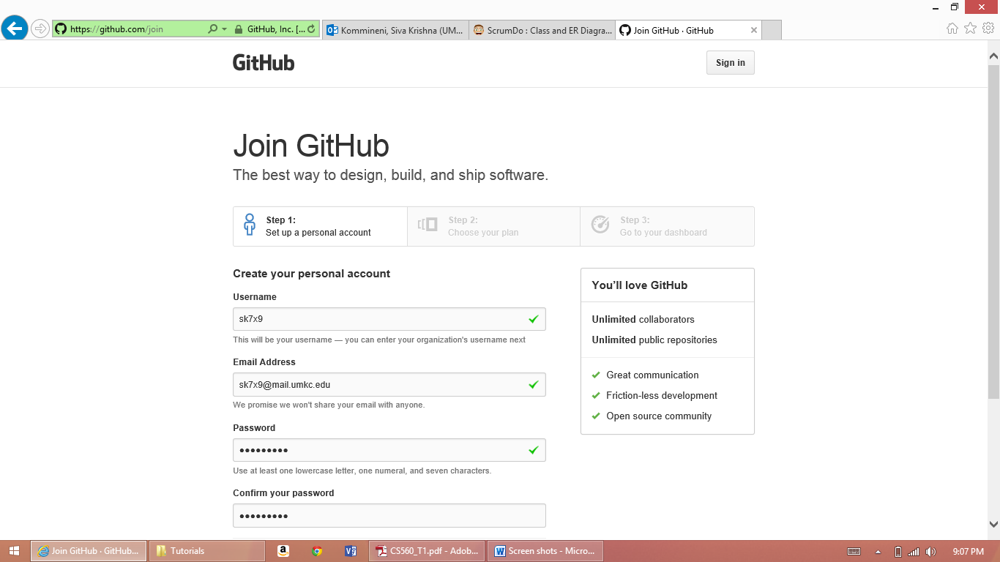 https://github.com/join
GitHub, Inc. [...
Kommineni, Siva Krishna (UM...
ScrumDo : Class and ER Diagra...
Join GitHub · GitHub
GitHub
Sign in
Join GitHub
The best way to design, build, and ship software.
Step 1:
Set up a personal account
Step 2:
Choose your plan
Step 3:
Go to your dashboard
Create your personal account
Username
sk7x9
This will be your username — you can enter your organization's username next
Email Address
sk7x9@mail.umkc.edu
We promise we won't share your email with anyone.
Password
•••••••••
Use at least one lowercase letter, one numeral, and seven characters.
Confirm your password
•••••••••
You'll love GitHub
Unlimited collaborators
Unlimited public repositories
Great communication
Friction-less development
Open source community
Join GitHub · GitHub...
Tutorials
CS560_T1.pdf - Adob...
Screen shots - Micro...
9:07 PM